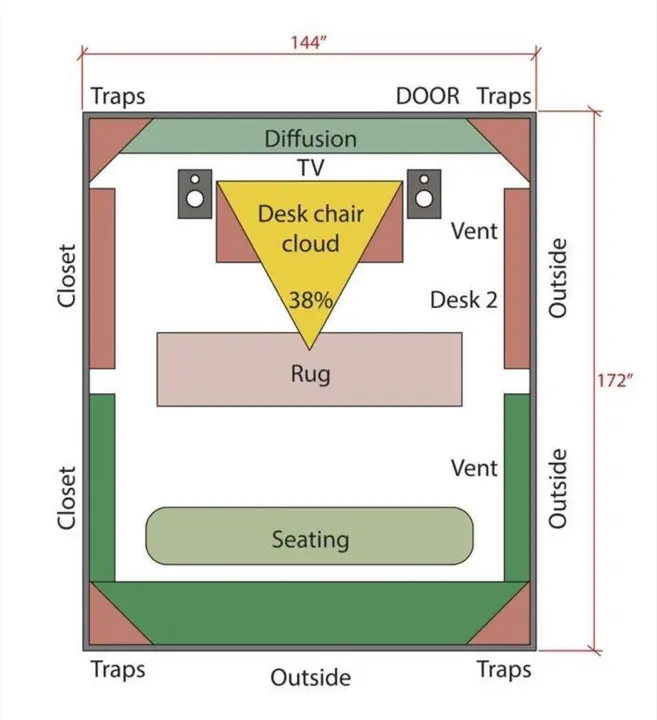 144”
Traps
DOOR
Traps
Diffusion
TV
Desk chair
cloud
Vent
Closet
Outside
38%
Desk 2
Rug
172”
Vent
Closet
Outside
Seating
Traps
Outside
Traps